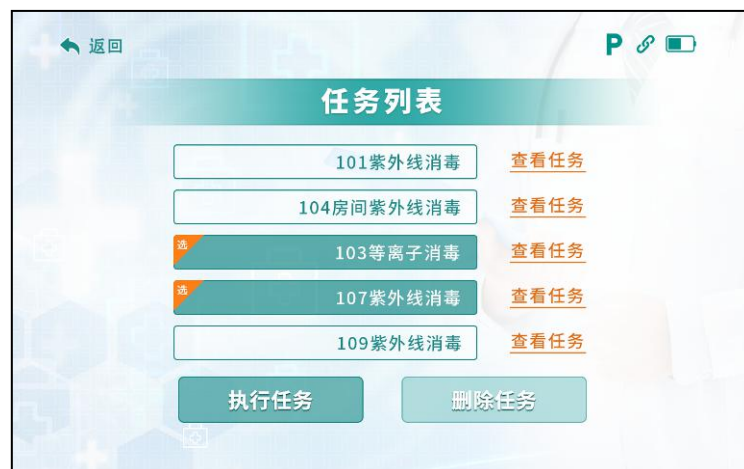 返回
P
任务列表
101紫外线消毒 查看任务
104房间紫外线消毒 查看任务
选 103等离子消毒 查看任务
选 107紫外线消毒 查看任务
109紫外线消毒 查看任务
执行任务 删除任务